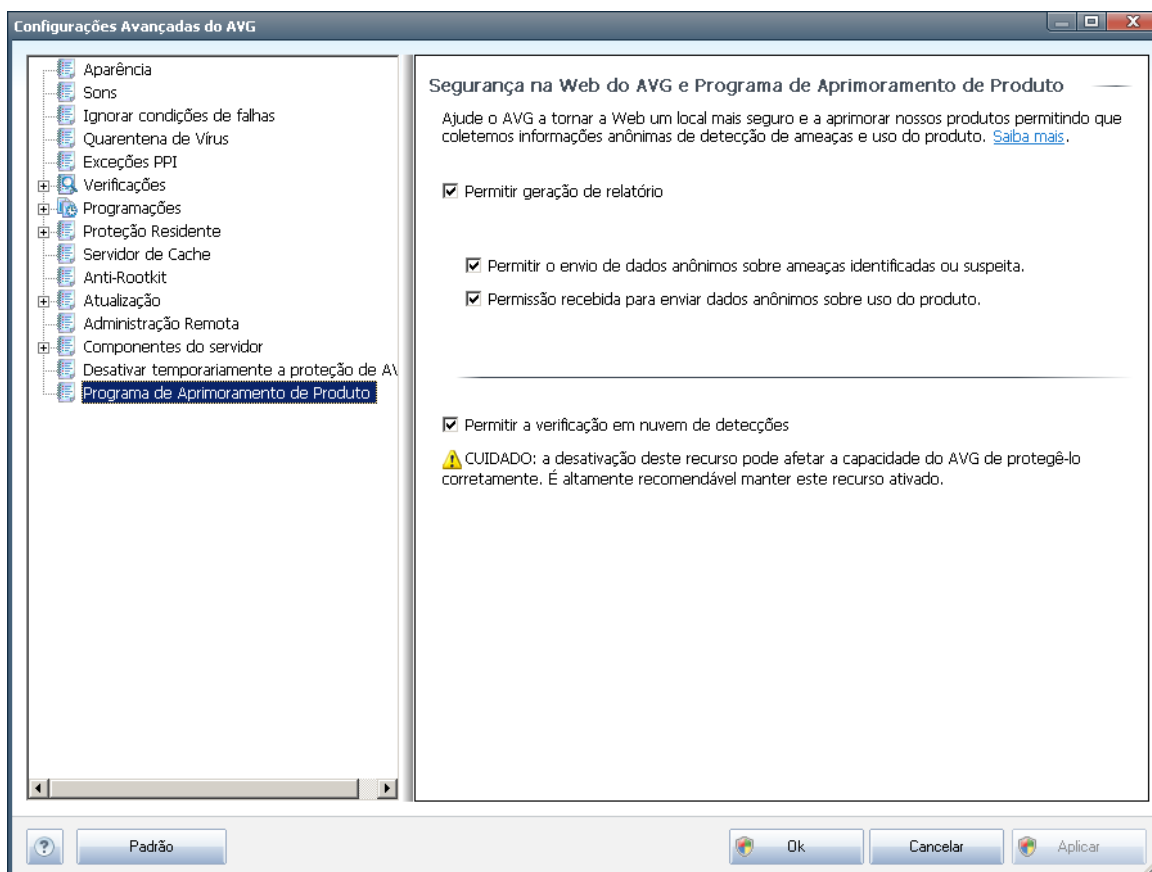 Configurações Avançadas do AVG
Aparência
Sons
Ignorar condições de falhas
Quarentena de Vírus
Exceções PPI
Verificações
Programações
Proteção Residente
Servidor de Cache
Anti-Rootkit
Atualização
Administração Remota
Componentes do servidor
Desativar temporariamente a proteção de
Programa de Aprimoramento de Produto
Segurança na Web do AVG e Programa de Aprimoramento de Produto
Ajude o AVG a tornar a Web um local mais seguro e a aprimorar nossos produtos permitindo que
coletemos informações anônimas de detecção de ameaças e uso do produto. Saiba mais.
Permitir geração de relatório
Permitir o envio de dados anônimos sobre ameaças identificadas ou suspeita.
Permissão recebida para enviar dados anônimos sobre uso do produto.
Permitir a verificação em nuvem de detecções
CUIDADO: a desativação deste recurso pode afetar a capacidade do AVG de protegê-lo
corretamente. É altamente recomendável manter este recurso ativado.
? Padrão Ok Cancelar Aplicar